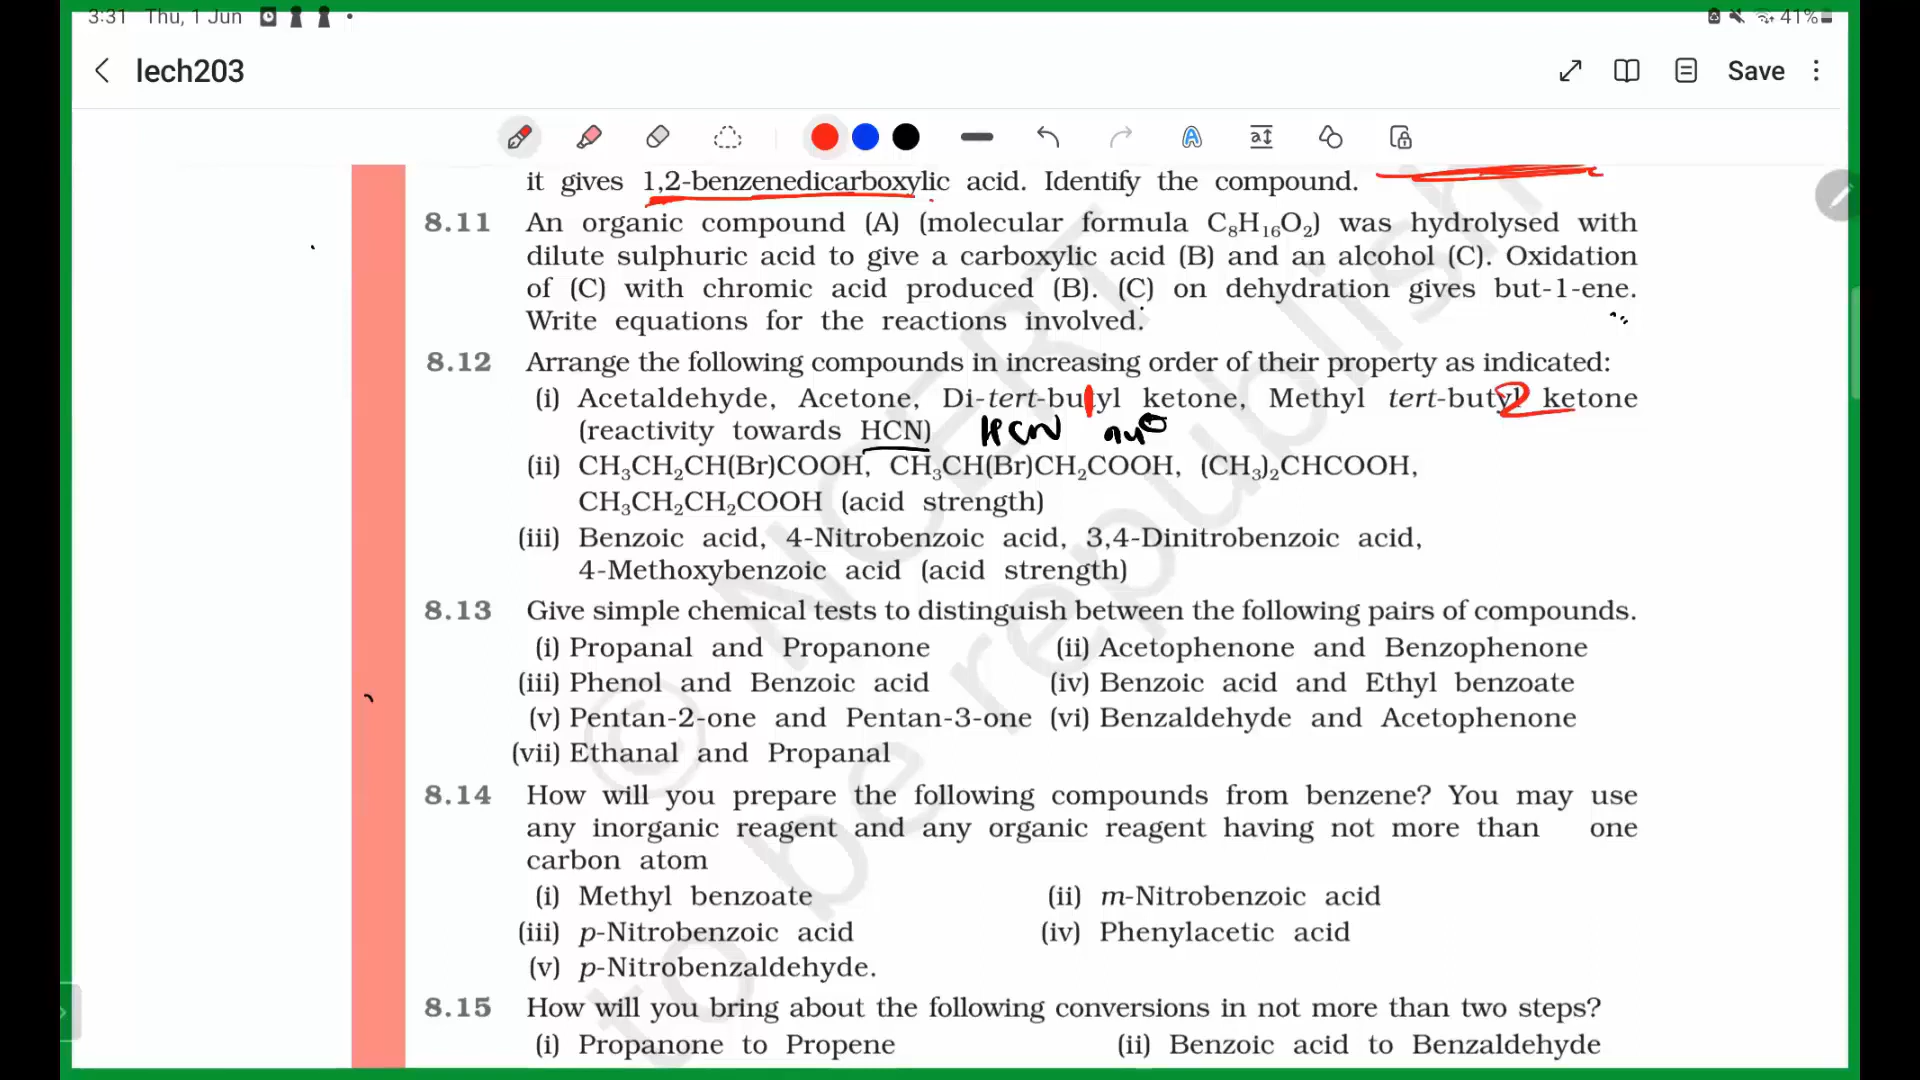 3:31 Thu, 1 Jun
41%
lech203
Save
it gives 1,2-benzenedicarboxylic acid. Identify the compound.
8.11 An organic compound (A) (molecular formula C₈H₁₆O₂) was hydrolysed with
dilute sulphuric acid to give a carboxylic acid (B) and an alcohol (C). Oxidation
of (C) with chromic acid produced (B). (C) on dehydration gives but-1-ene.
Write equations for the reactions involved.
8.12 Arrange the following compounds in increasing order of their property as indicated:
(i) Acetaldehyde, Acetone, Di-tert-butyl ketone, Methyl tert-butyl ketone
1 2
(reactivity towards HCN) HCN
(ii) CH₃CH₂CH(Br)COOH, CH₃CH(Br)CH₂COOH, (CH₃)₂CHCOOH,
CH₃CH₂CH₂COOH (acid strength)
(iii) Benzoic acid, 4-Nitrobenzoic acid, 3,4-Dinitrobenzoic acid,
4-Methoxybenzoic acid (acid strength)
8.13 Give simple chemical tests to distinguish between the following pairs of compounds.
(i) Propanal and Propanone (ii) Acetophenone and Benzophenone
(iii) Phenol and Benzoic acid (iv) Benzoic acid and Ethyl benzoate
(v) Pentan-2-one and Pentan-3-one (vi) Benzaldehyde and Acetophenone
(vii) Ethanal and Propanal
8.14 How will you prepare the following compounds from benzene? You may use
any inorganic reagent and any organic reagent having not more than one
carbon atom
(i) Methyl benzoate (ii) m-Nitrobenzoic acid
(iii) p-Nitrobenzoic acid (iv) Phenylacetic acid
(v) p-Nitrobenzaldehyde.
8.15 How will you bring about the following conversions in not more than two steps?
(i) Propanone to Propene (ii) Benzoic acid to Benzaldehyde
© NCERT
to be republish